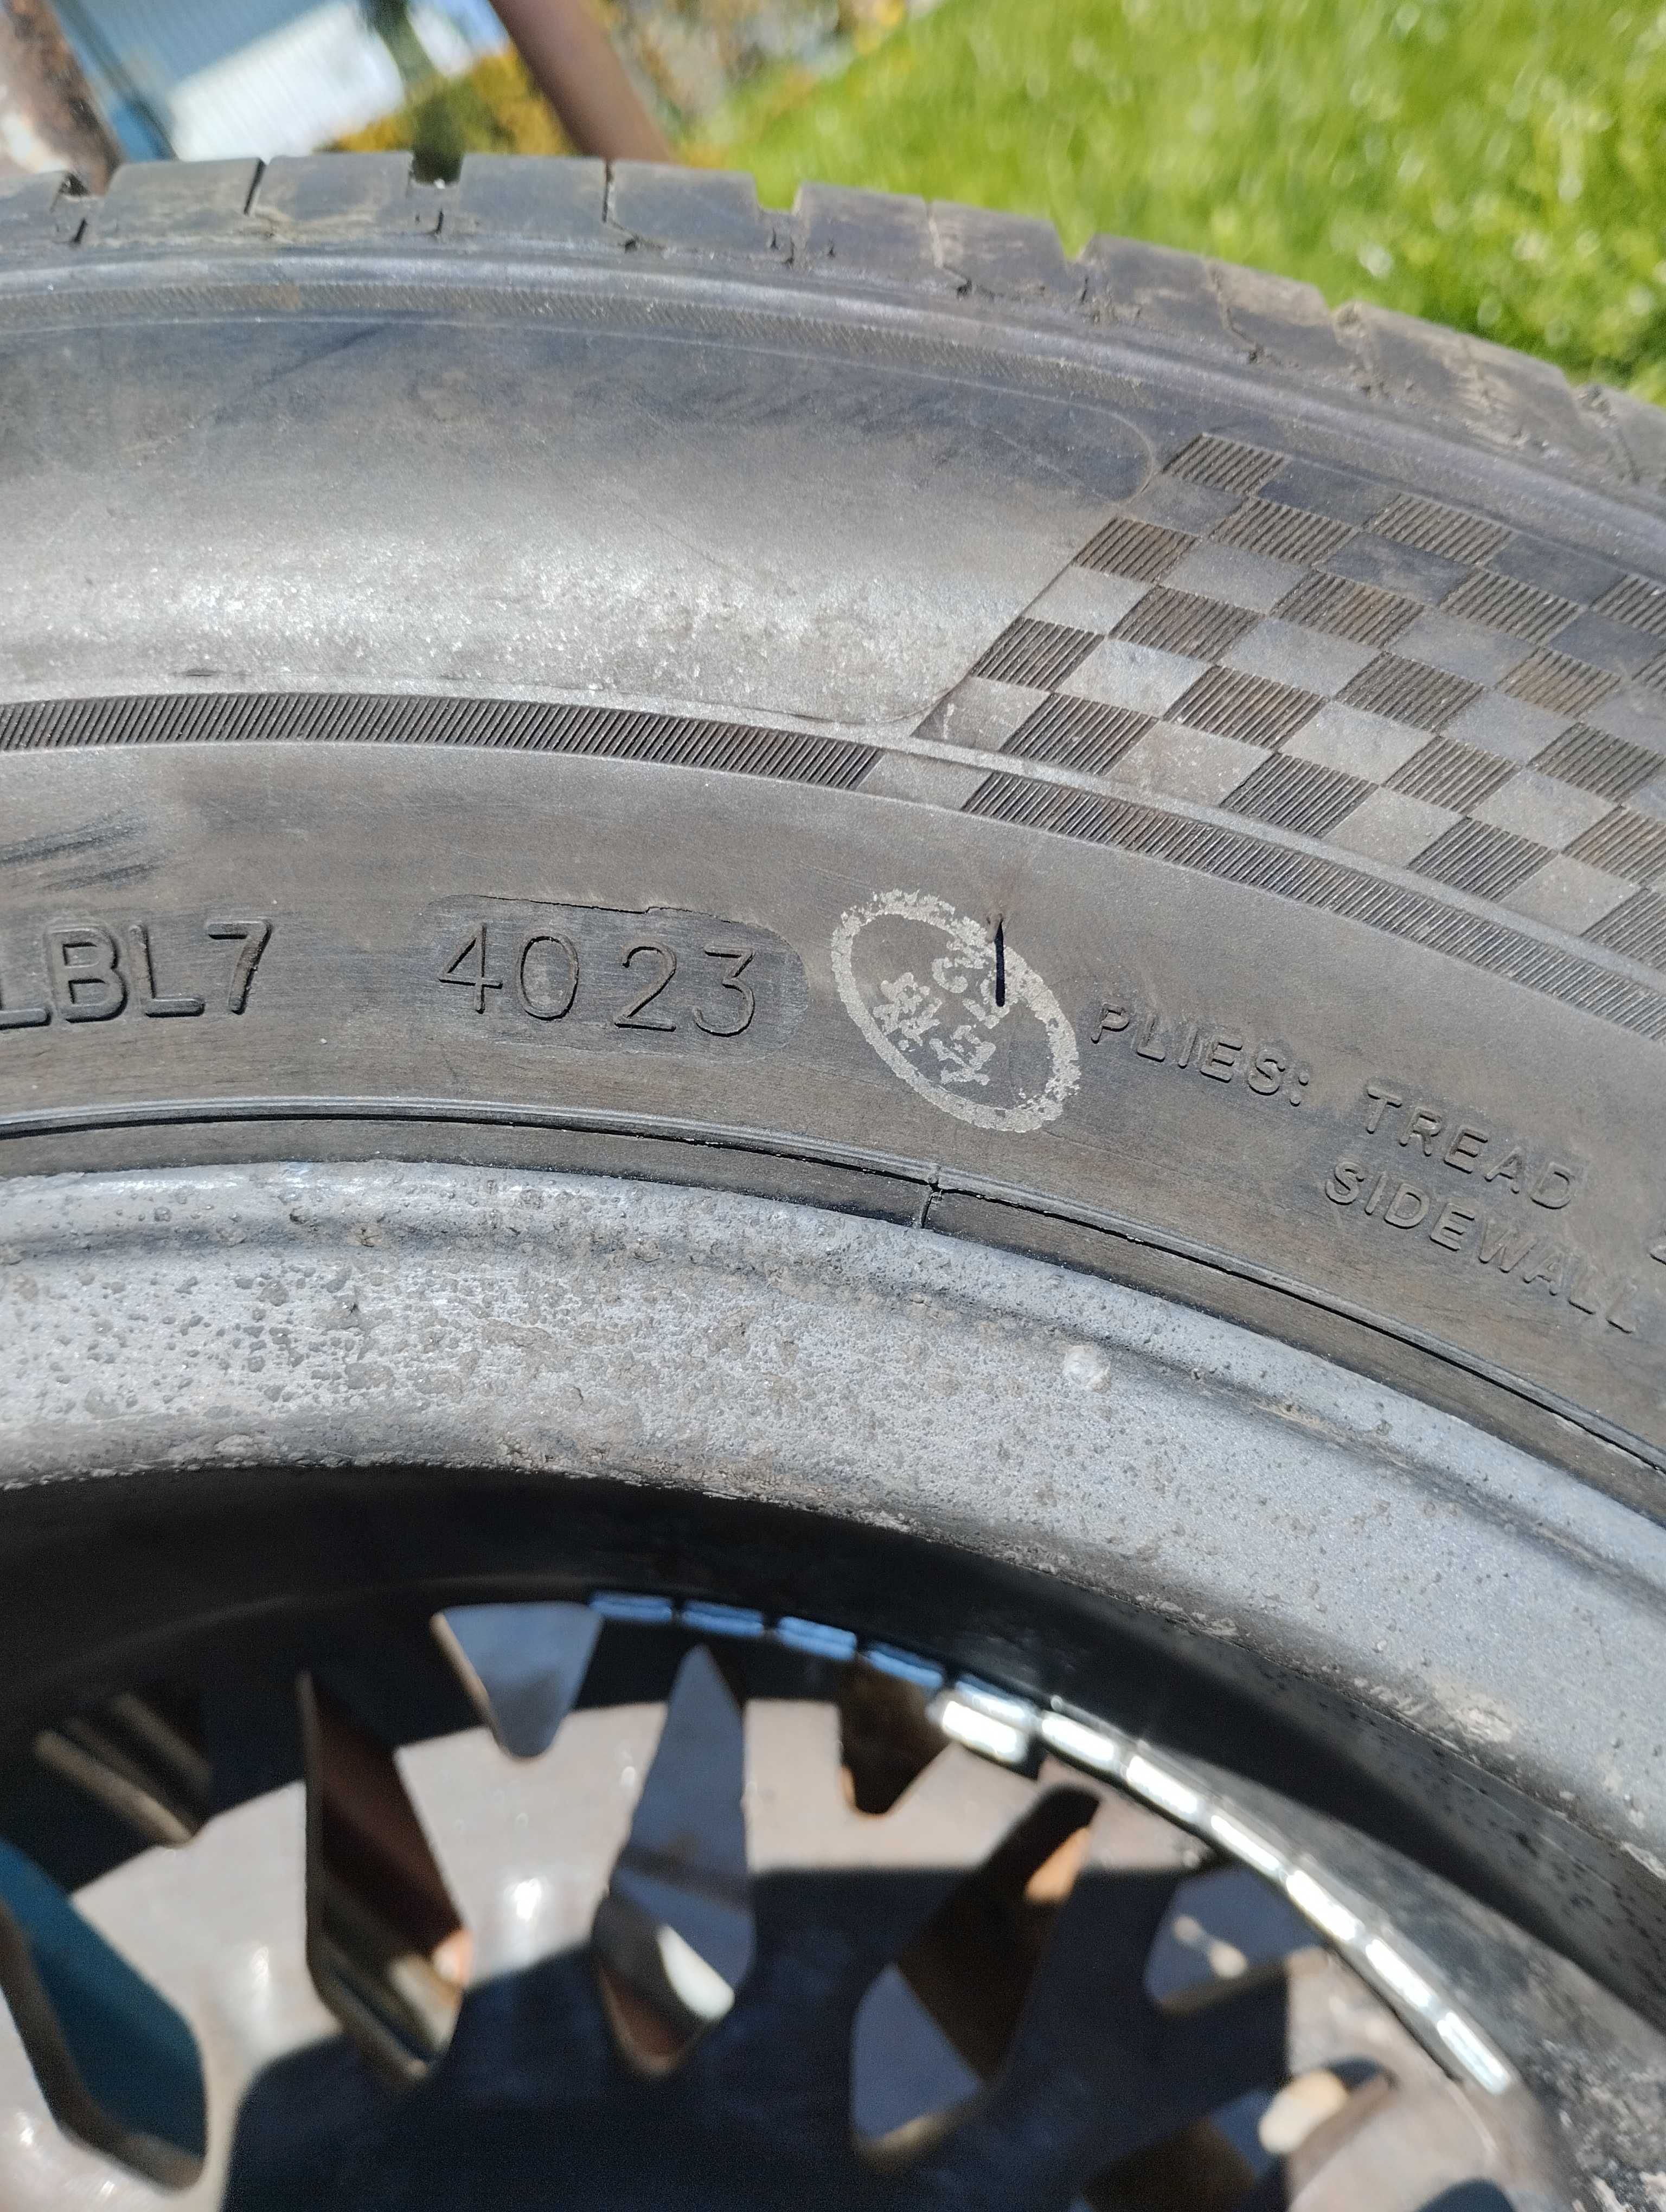 LBL7 4023
PLIES: TREAD
SIDEWALL